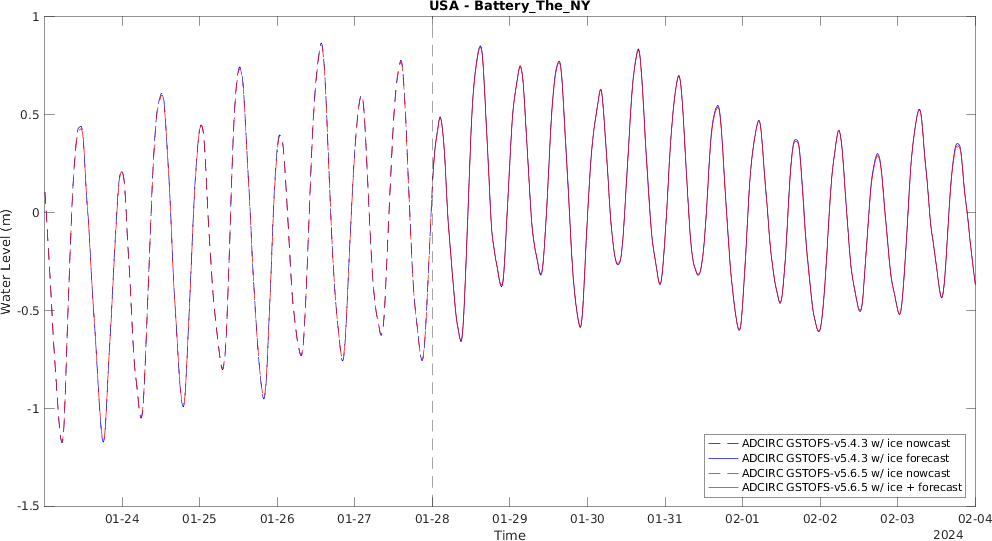 USA - Battery_The_NY
1
0.5
0
-0.5
-1
-1.5
Water Level (m)
ADCIRC GSTOFS-v5.4.3 w/ ice nowcast
ADCIRC GSTOFS-v5.4.3 w/ ice forecast
ADCIRC GSTOFS-v5.6.5 w/ ice nowcast
ADCIRC GSTOFS-v5.6.5 w/ ice + forecast
01-24 01-25 01-26 01-27 01-28 01-29 01-30 01-31 02-01 02-02 02-03 02-04
Time
2024